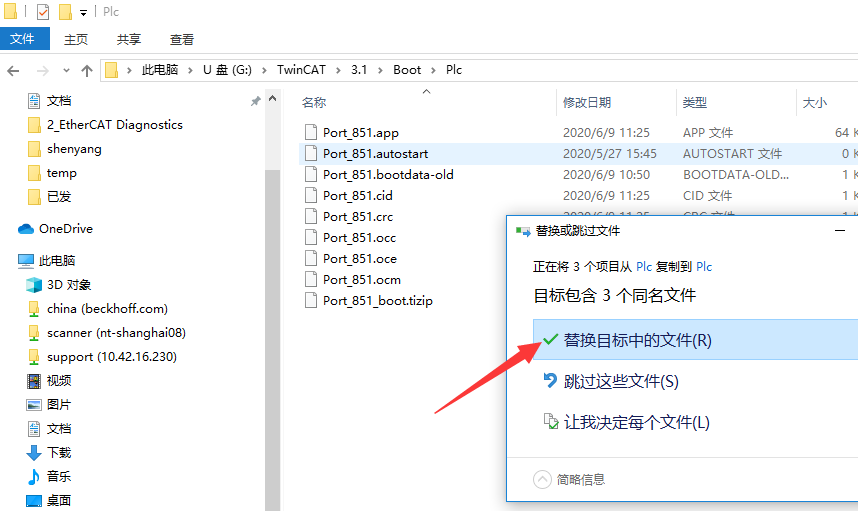 Plc
文件 主页 共享 查看
此电脑 U 盘 (G:) TwinCAT 3.1 Boot Plc
文档
2_EtherCAT Diagnostics
shenyang
temp
已发
OneDrive
此电脑
3D 对象
china (beckhoff.com)
scanner (nt-shanghai08)
support (10.42.16.230)
视频
图片
文档
下载
音乐
桌面
名称 修改日期 类型 大小
Port_851.app 2020/6/9 11:25 APP 文件 64 K
Port_851.autostart 2020/5/27 15:45 AUTOSTART 文件 0 K
Port_851.bootdata-old 2020/6/9 10:50 BOOTDATA-OLD... 1 K
Port_851.cid 2020/6/9 11:25 CID 文件 1 K
Port_851.crc 2020/6/9 11:25 CRC 文件 1 K
Port_851.occ
Port_851.oce
Port_851.ocm
Port_851_boot.tizip
替换或跳过文件
正在将 3 个项目从 Plc 复制到 Plc
目标包含 3 个同名文件
替换目标中的文件(R)
跳过这些文件(S)
让我决定每个文件(L)
简略信息